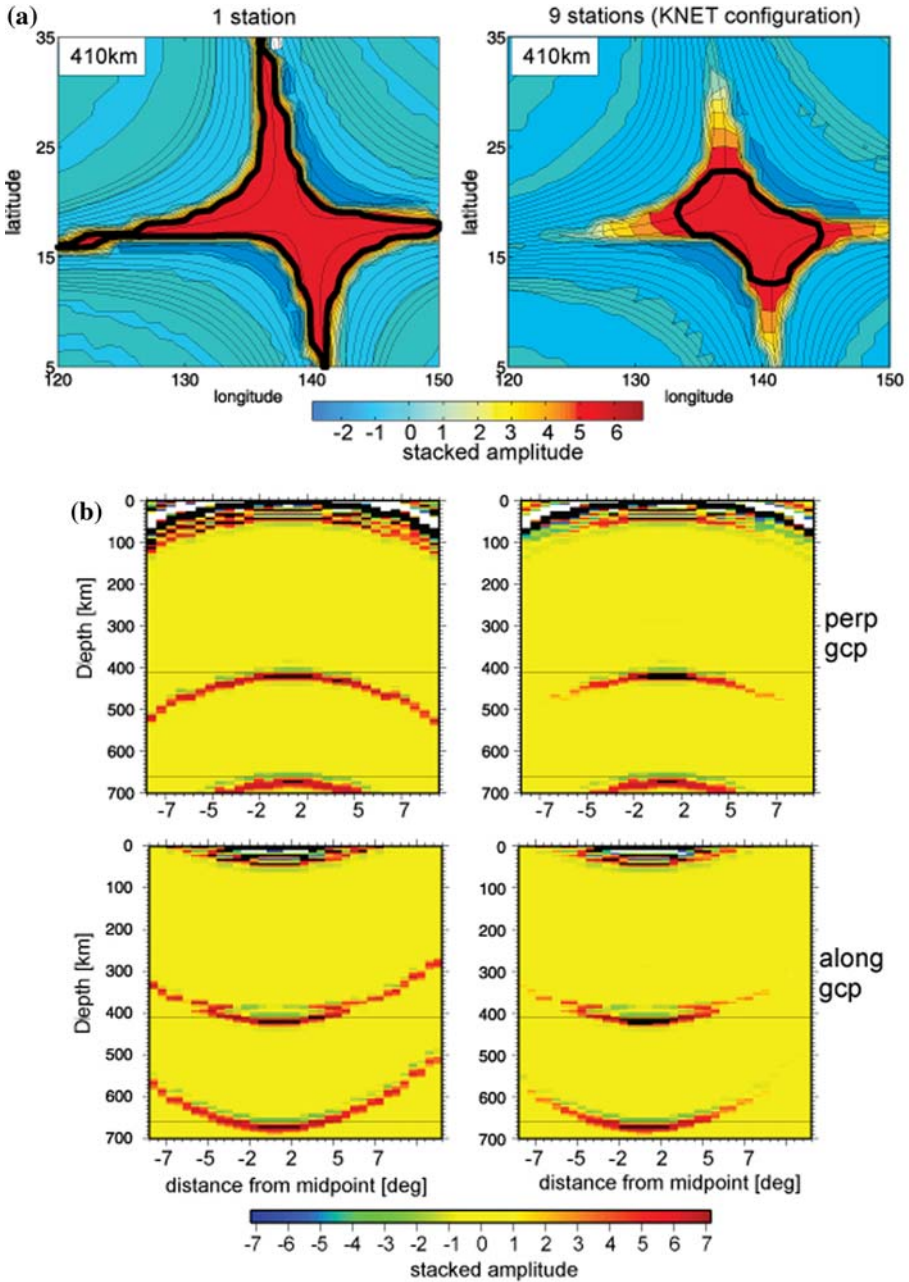 (a) 1 station 9 stations (KNET configuration)
35 410km 35 410km
25 25
latitude latitude
15 15
5 5
120 130 140 150 120 130 140 150
longitude longitude
-2 -1 0 1 2 3 4 5 6
stacked amplitude
(b)
0 0
100 100
200 200
300 300
400 400
500 500
600 600
700 700
Depth [km]
perp
gcp
-7 -5 -2 2 5 7 -7 -5 -2 2 5 7
0 0
100 100
200 200
300 300
400 400
500 500
600 600
700 700
Depth [km]
along
gcp
-7 -5 -2 2 5 7 -7 -5 -2 2 5 7
distance from midpoint [deg] distance from midpoint [deg]
-7 -6 -5 -4 -3 -2 -1 0 1 2 3 4 5 6 7
stacked amplitude